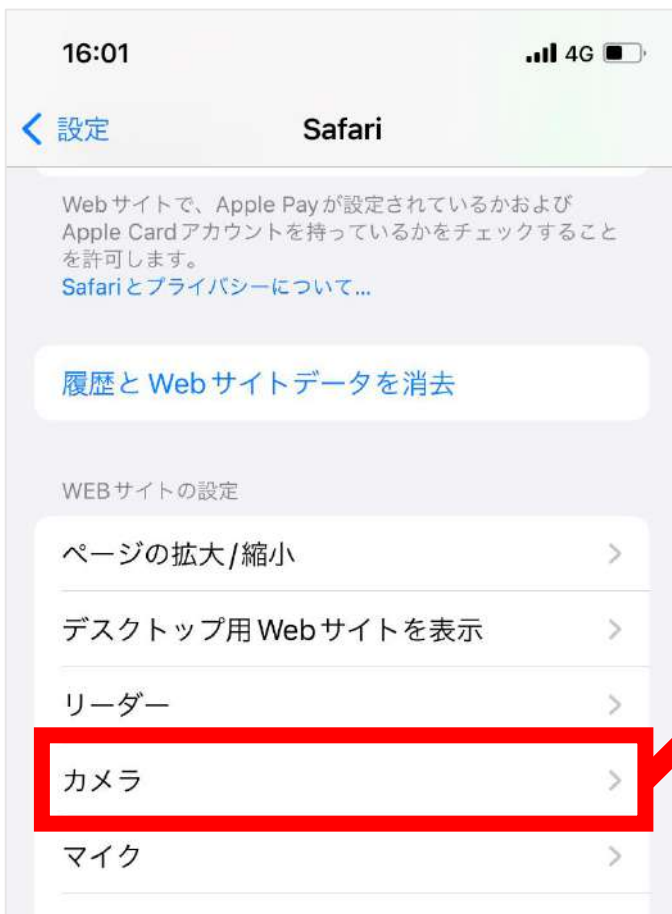 16:01 4G
設定 Safari
Webサイトで、Apple Payが設定されているかおよび
Apple Cardアカウントを持っているかをチェックすること
を許可します。
Safariとプライバシーについて...
履歴とWebサイトデータを消去
WEBサイトの設定
ページの拡大/縮小
デスクトップ用Webサイトを表示
リーダー
カメラ
マイク